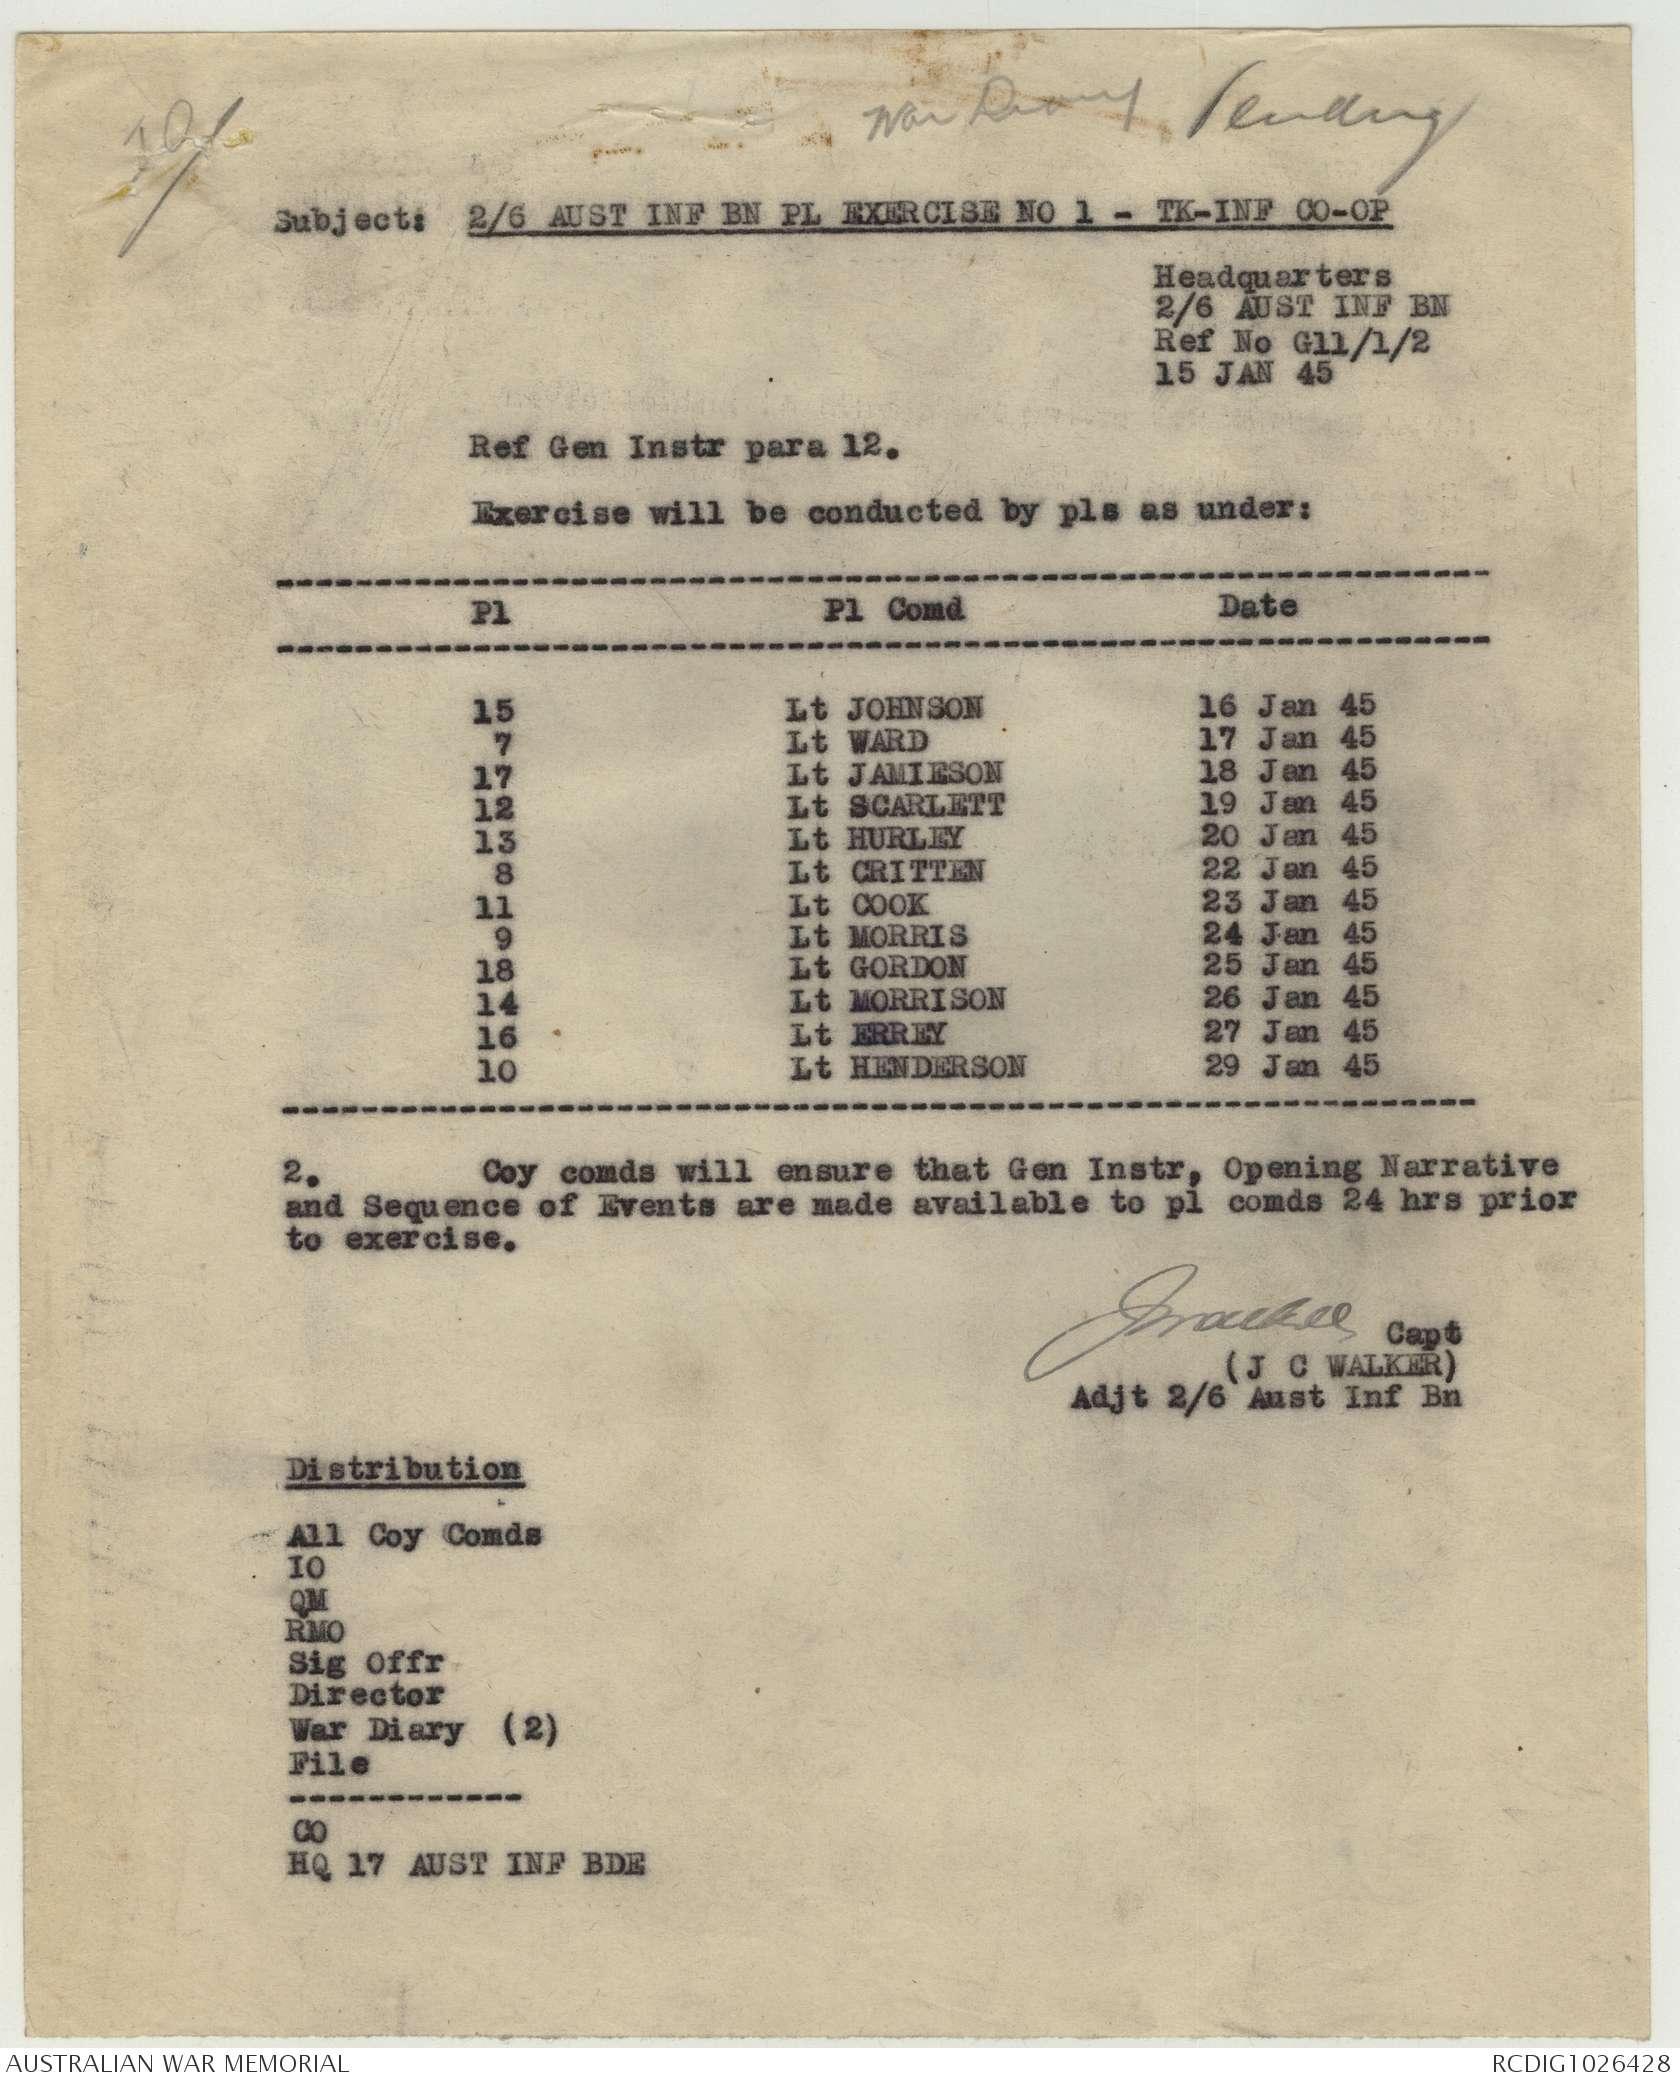 War Diary Pending
Subject: 2/6 AUST INF BN PL EXERCISE NO 1 - TK-INF CO-OP
Headquarters
2/6 AUST INF BN
Ref No G11/1/2
15 JAN 45
Ref Gen Instr para 12.
Exercise will be conducted by pls as under:
Pl Pl Comd Date
15 Lt JOHNSON 16 Jan 45
7 Lt WARD 17 Jan 45
17 Lt JAMIESON 18 Jan 45
12 Lt SCARLETT 19 Jan 45
13 Lt HURLEY 20 Jan 45
8 Lt CRITTEN 22 Jan 45
11 Lt COOK 23 Jan 45
9 Lt MORRIS 24 Jan 45
18 Lt GORDON 25 Jan 45
14 Lt MORRISON 26 Jan 45
16 Lt ERREY 27 Jan 45
10 Lt HENDERSON 29 Jan 45
2. Coy comds will ensure that Gen Instr, Opening Narrative
and Sequence of Events are made available to pl comds 24 hrs prior
to exercise.
Capt
(J C WALKER)
Adjt 2/6 Aust Inf Bn
Distribution
All Coy Comds
IO
QM
RMO
Sig Offr
Director
War Diary (2)
File
------------
CO
HQ 17 AUST INF BDE
AUSTRALIAN WAR MEMORIAL
RCDIG1026428